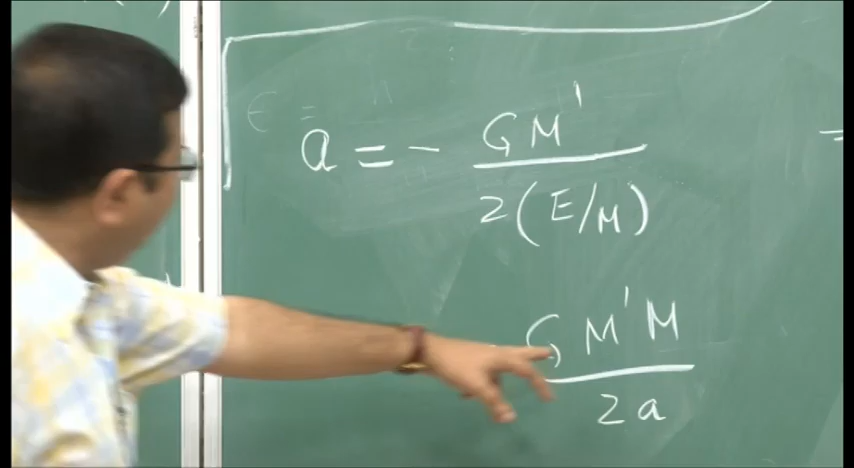 a = - GM' / 2(E/M)
GM'M / 2a